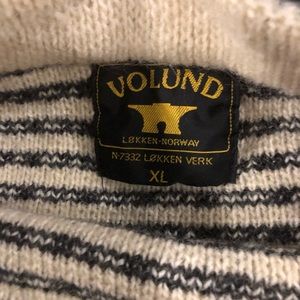 VOLUND
LØKKEN-NORWAY
N-7332 LØKKEN VERK
XL